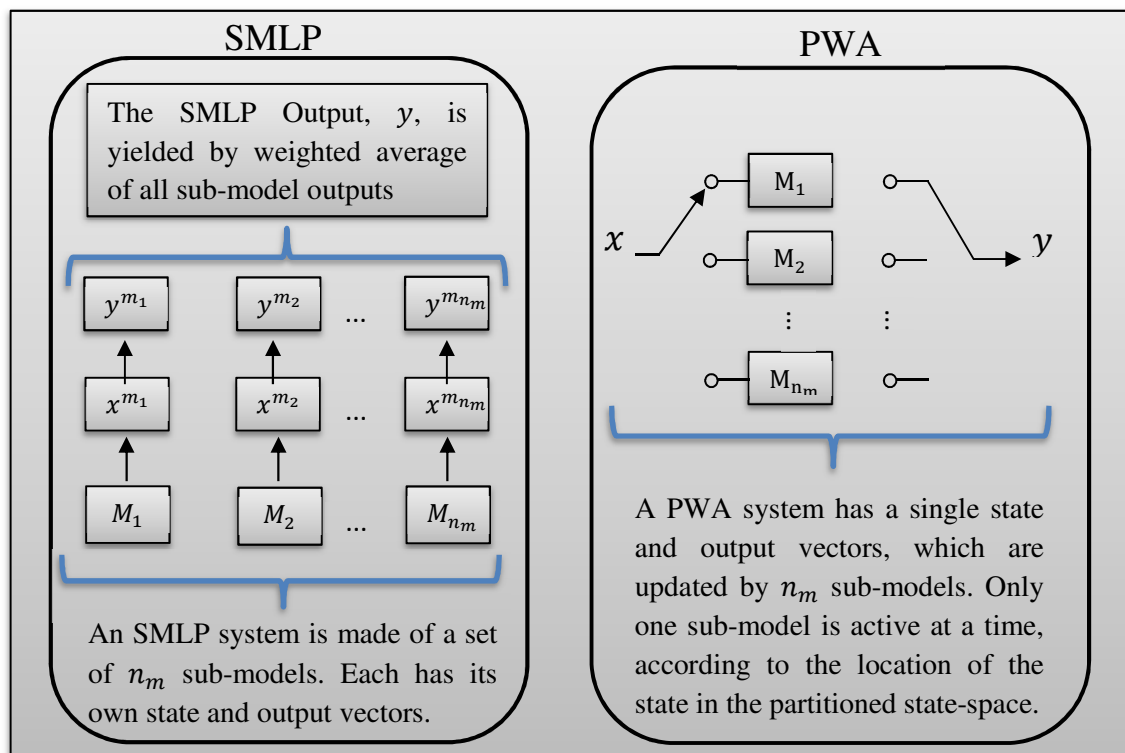 SMLP
The SMLP Output, y, is
yielded by weighted average
of all sub-model outputs
y^{m_1} y^{m_2} ... y^{m_{n_m}}
x^{m_1} x^{m_2} ... x^{m_{n_m}}
M_1 M_2 ... M_{n_m}
An SMLP system is made of a set
of n_m sub-models. Each has its
own state and output vectors.
PWA
M_1
x M_2 y
⋮ ⋮
M_{n_m}
A PWA system has a single state
and output vectors, which are
updated by n_m sub-models. Only
one sub-model is active at a time,
according to the location of the
state in the partitioned state-space.